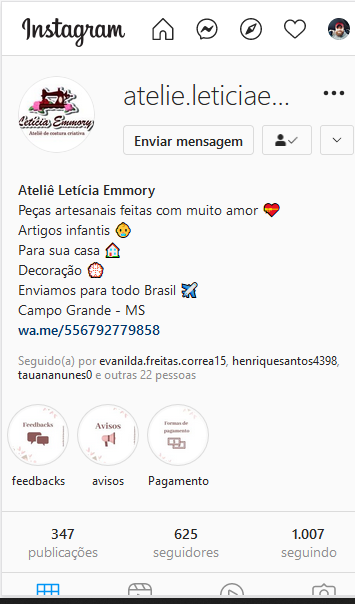 Instagram
Letícia Emmory
Ateliê de costura criativa
atelie.leticiae...
Enviar mensagem
Ateliê Letícia Emmory
Peças artesanais feitas com muito amor 💝
Artigos infantis 👶
Para sua casa 🏠
Decoração
Enviamos para todo Brasil ✈️
Campo Grande - MS
wa.me/556792779858
Seguido(a) por evanilda.freitas.correa15, henriquesantos4398,
tauananunes0 e outras 22 pessoas
Feedbacks
Avisos
Formas de
pagamento
feedbacks
avisos
Pagamento
347
publicações
625
seguidores
1.007
seguindo